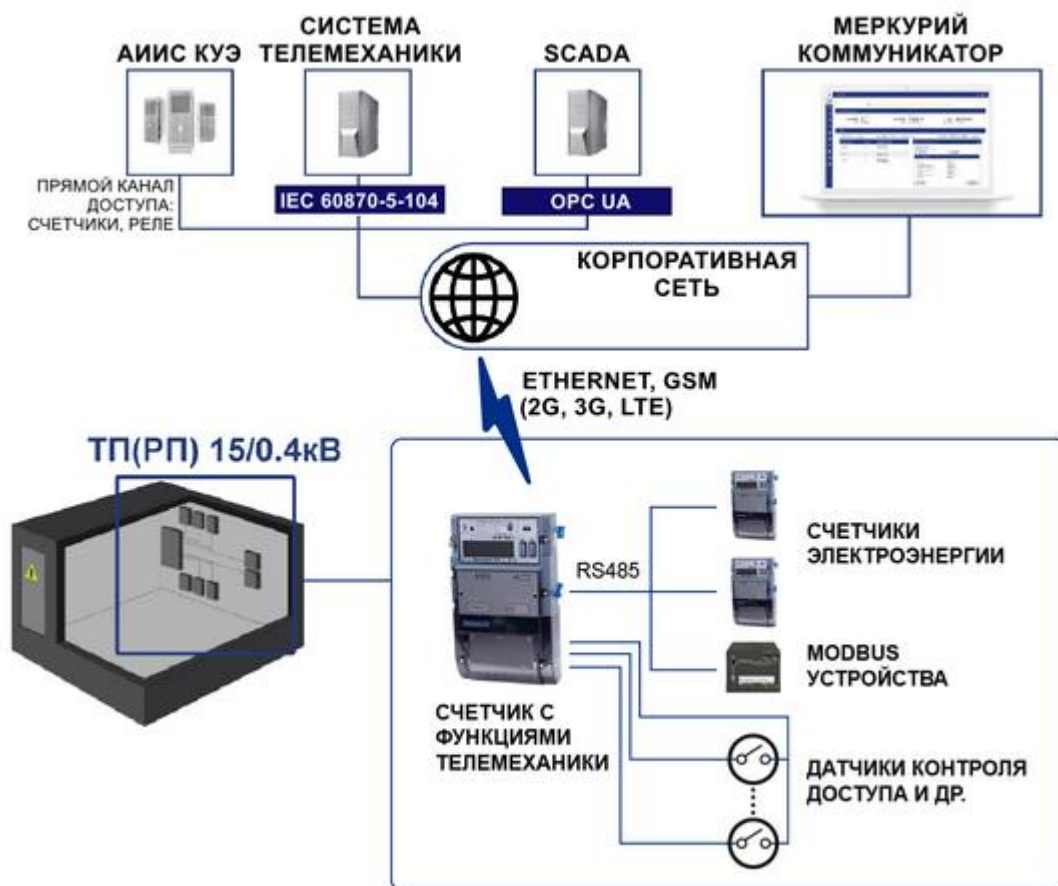 АИИС КУЭ
СИСТЕМА
ТЕЛЕМЕХАНИКИ
SCADA
МЕРКУРИЙ
КОММУНИКАТОР
ПРЯМОЙ КАНАЛ
ДОСТУПА:
СЧЕТЧИКИ, РЕЛЕ
IEC 60870-5-104
OPC UA
КОРПОРАТИВНАЯ
СЕТЬ
ETHERNET, GSM
(2G, 3G, LTE)
ТП(РП) 15/0.4кВ
RS485
СЧЕТЧИКИ
ЭЛЕКТРОЭНЕРГИИ
MODBUS
УСТРОЙСТВА
СЧЕТЧИК С
ФУНКЦИЯМИ
ТЕЛЕМЕХАНИКИ
ДАТЧИКИ КОНТРОЛЯ
ДОСТУПА И ДР.